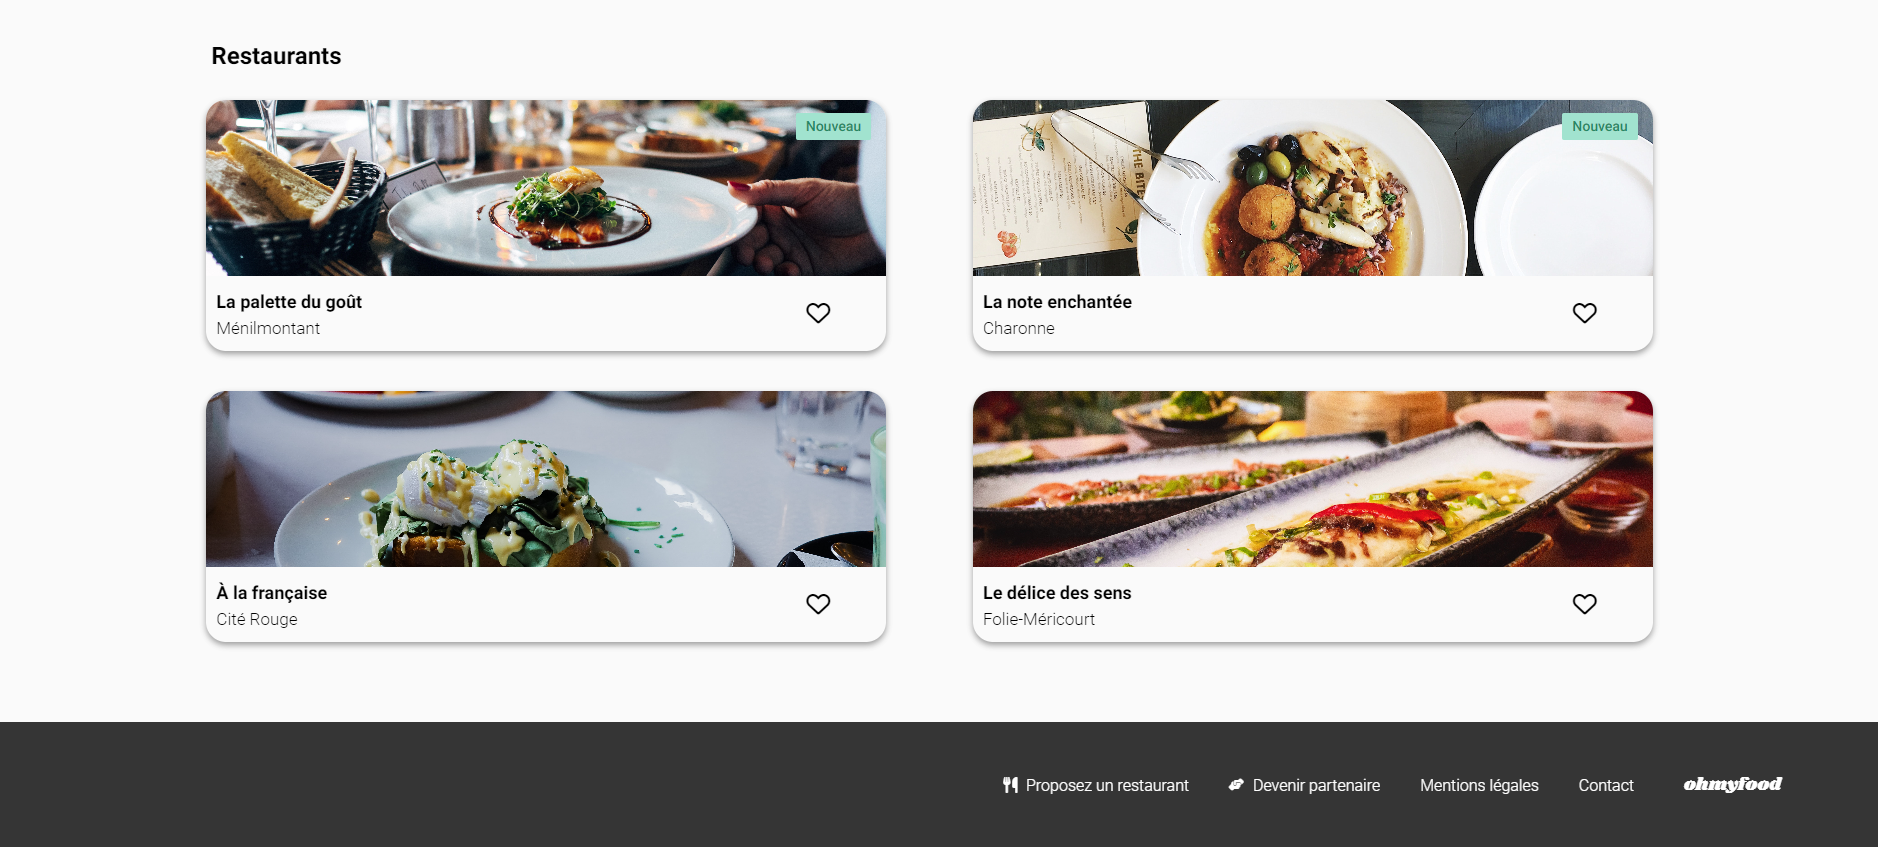 Restaurants
Nouveau
La palette du goût
Ménilmontant
Nouveau
THE BITE
La note enchantée
Charonne
À la française
Cité Rouge
Le délice des sens
Folie-Méricourt
Proposez un restaurant
Devenir partenaire
Mentions légales
Contact
ohmyfood